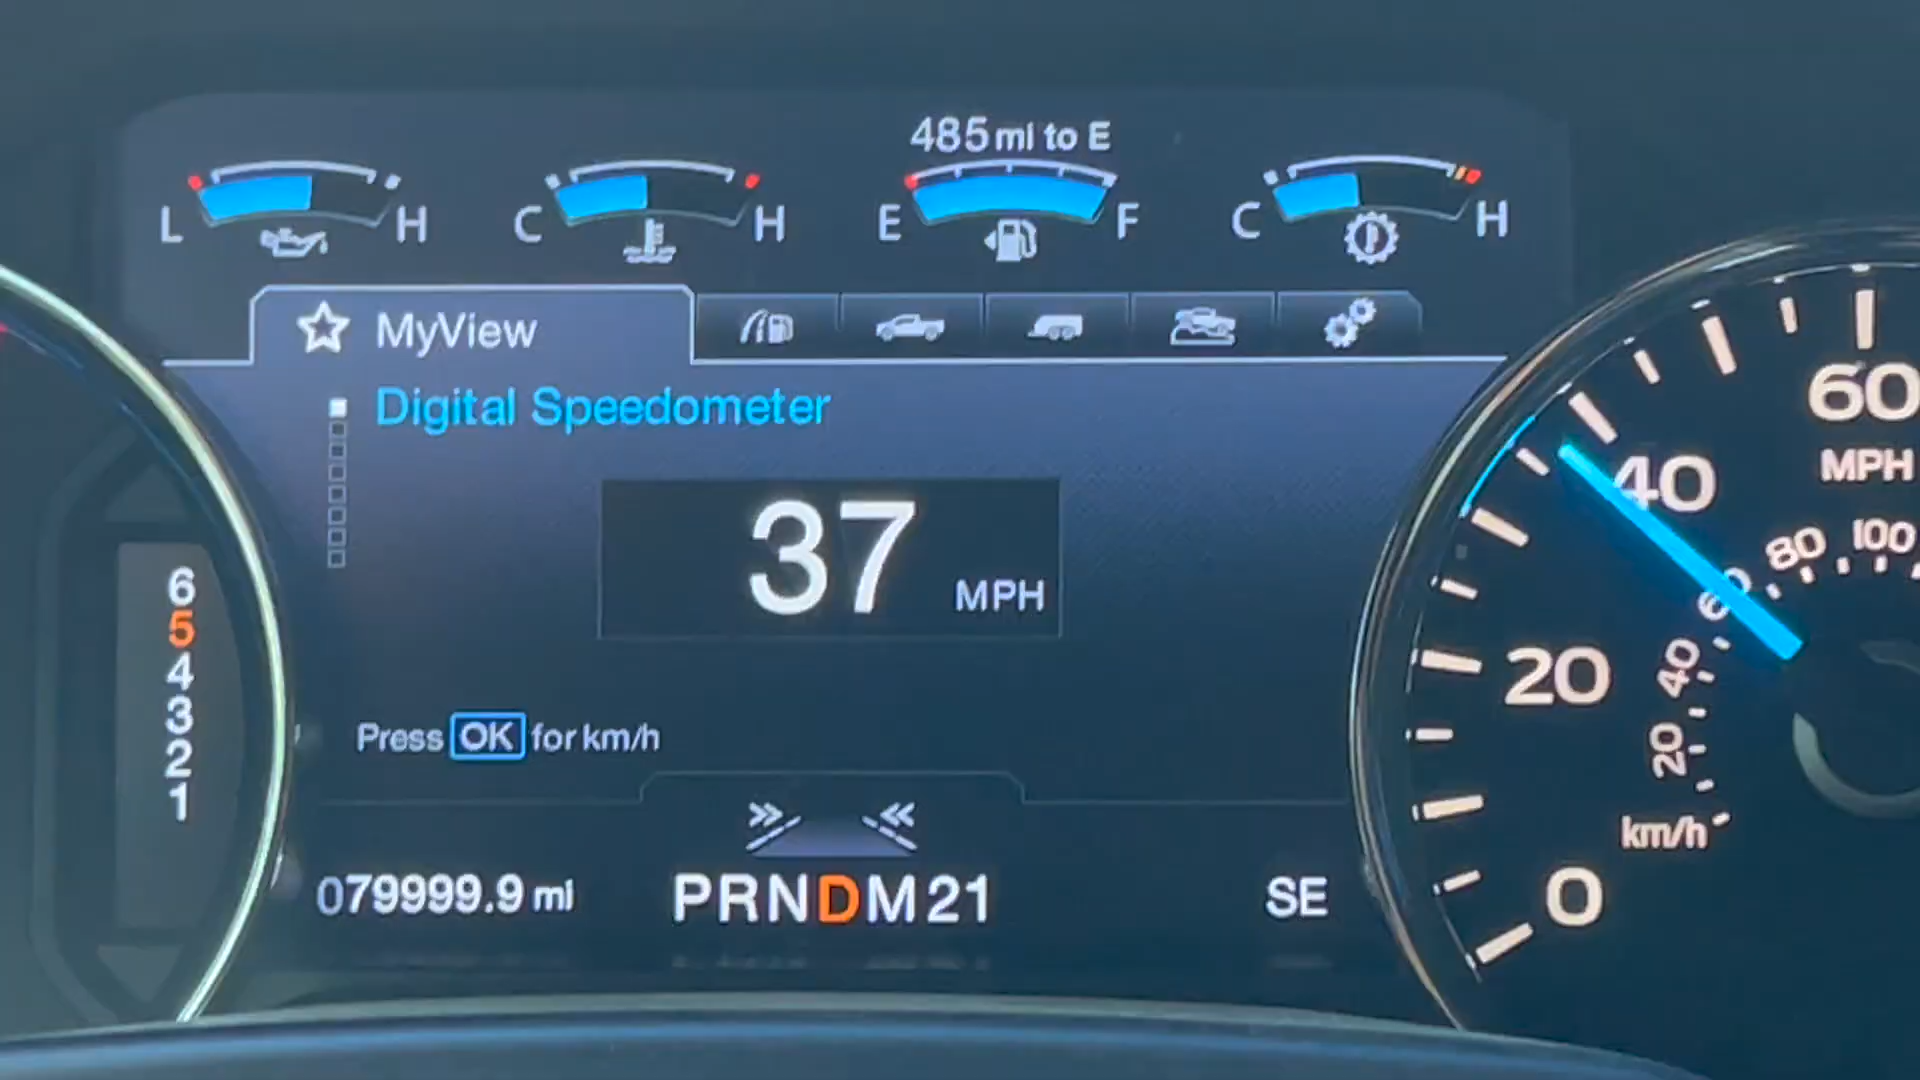 485 mi to E
L H C H E F C H
MyView
Digital Speedometer
37 MPH
Press OK for km/h
079999.9 mi
PRNDM21
SE
6
5
4
3
2
1
60
MPH
40
20
0
100
80
60
40
20
km/h